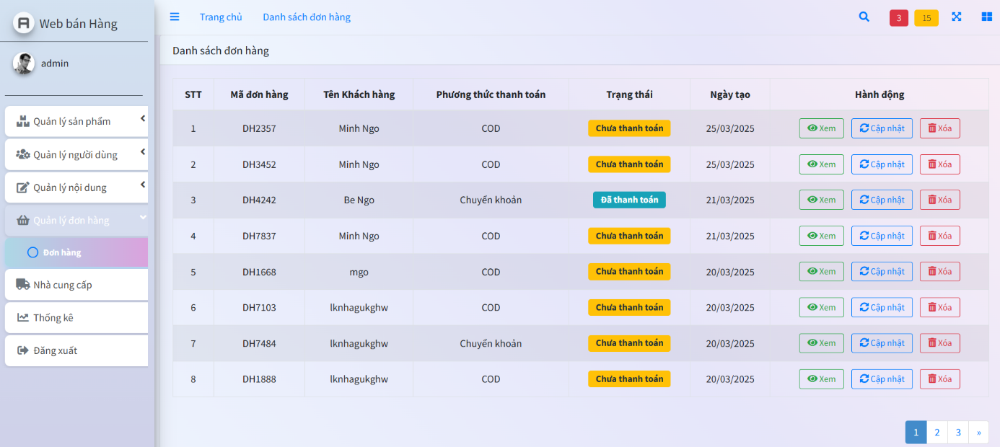 Web bán Hàng
Trang chủ Danh sách đơn hàng 3 15
admin
Danh sách đơn hàng
Quản lý sản phẩm
Quản lý người dùng
Quản lý nội dung
Quản lý đơn hàng
Đơn hàng
Nhà cung cấp
Thống kê
Đăng xuất
STT Mã đơn hàng Tên Khách hàng Phương thức thanh toán Trạng thái Ngày tạo Hành động
1 DH2357 Minh Ngo COD Chưa thanh toán 25/03/2025 Xem Cập nhật Xóa
2 DH3452 Minh Ngo COD Chưa thanh toán 25/03/2025 Xem Cập nhật Xóa
3 DH4242 Be Ngo Chuyển khoản Đã thanh toán 21/03/2025 Xem Cập nhật Xóa
4 DH7837 Minh Ngo COD Chưa thanh toán 21/03/2025 Xem Cập nhật Xóa
5 DH1668 mgo COD Chưa thanh toán 20/03/2025 Xem Cập nhật Xóa
6 DH7103 lknhagukghw COD Chưa thanh toán 20/03/2025 Xem Cập nhật Xóa
7 DH7484 lknhagukghw Chuyển khoản Chưa thanh toán 20/03/2025 Xem Cập nhật Xóa
8 DH1888 lknhagukghw COD Chưa thanh toán 20/03/2025 Xem Cập nhật Xóa
1 2 3 »